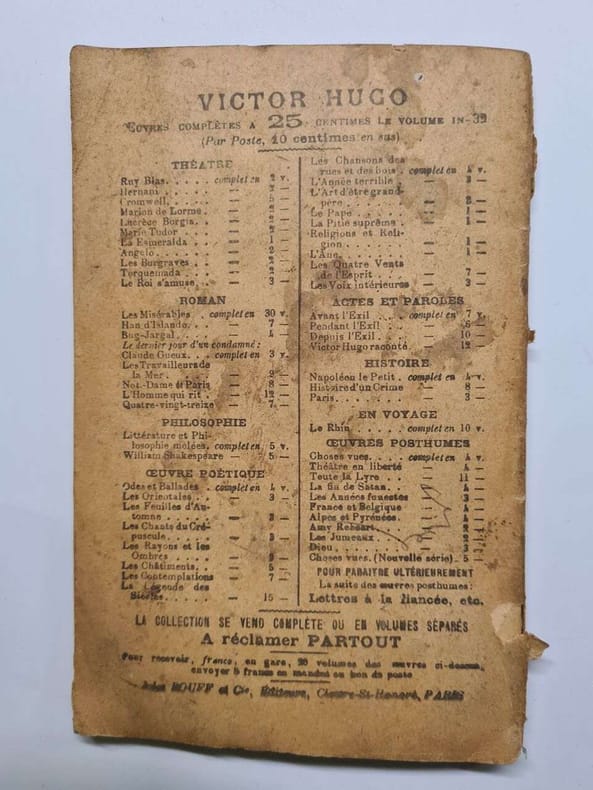 VICTOR HUGO
ŒUVRES COMPLÈTES A 25 CENTIMES LE VOLUME IN-32
(Par Poste, 10 centimes en sus)
THÉATRE
Ruy Blas. . . . . complet en 2 v.
Hernani . . . . — 2 —
Cromwell. . . . — 5 —
Marion de Lorme. — 2 —
Lucrèce Borgia. . — 2 —
Marie Tudor . . . — 2 —
La Esmeralda . . — 1 —
Angelo. . . . . — 2 —
Les Burgraves . . — 2 —
Torquemada . . . — 2 —
Le Roi s'amuse. . — 3 —
ROMAN
Les Misérables . complet en 30 v.
Han d'Islande. . . — 7 —
Bug-Jargal. . . . — 4 —
Le dernier jour d'un condamné:
Claude Gueux. . . complet en 3 v.
Les Travailleurs de
la Mer. . . . . — 9 —
Not.-Dame de Paris — 8 —
L'Homme qui rit . — 12 —
Quatre-vingt-treize — 7 —
PHILOSOPHIE
Littérature et Phi-
losophie mêlées. complet en 5 v.
William Shakespeare — 5 —
ŒUVRE POÉTIQUE
Odes et Ballades . complet en 4 v.
Les Orientales. . . — 3 —
Les Feuilles d'Au-
tomne . . . . — 3 —
Les Chants du Cré-
puscule. . . . — 3 —
Les Rayons et les
Ombres . . . . — 3 —
Les Châtiments. . — 5 —
Les Contemplations — 7 —
La Légende des
Siècles. . . . . — 15 —
Les Chansons des
rues et des bois. complet en 4 v.
L'Année terrible . — 3 —
L'Art d'être grand-
père. . . . . — 3 —
Le Pape . . . . — 1 —
La Pitié suprême . — 1 —
Religions et Reli-
gion. . . . . — 1 —
L'Ane. . . . . — 1 —
Les Quatre Vents
de l'Esprit . . . — 7 —
Les Voix intérieures — 3 —
ACTES ET PAROLES
Avant l'Exil . . . complet en 7 v.
Pendant l'Exil . . — 6 —
Depuis l'Exil. . . — 10 —
Victor Hugo raconté. — 12 —
HISTOIRE
Napoléon le Petit. complet en 4 v.
Histoire d'un Crime — 8 —
Paris. . . . . — 3 —
EN VOYAGE
Le Rhin . . . . . complet en 10 v.
ŒUVRES POSTHUMES
Choses vues. . . . complet en 4 v.
Théâtre en liberté — 4 —
Toute la Lyre . . — 11 —
La fin de Satan. . — 4 —
Les Années funestes — 3 —
France et Belgique — 4 —
Alpes et Pyrénées. — 4 —
Amy Robsart. . . — 2 —
Les Jumeaux. . . — 2 —
Dieu. . . . . . — 3 —
Choses vues. (Nouvelle série). . 5 —
POUR PARAITRE ULTÉRIEUREMENT
La suite des œuvres posthumes:
Lettres à la fiancée, etc.
LA COLLECTION SE VEND COMPLÈTE OU EN VOLUMES SÉPARÉS
A réclamer PARTOUT
Pour recevoir, franco, en gare, 20 volumes des œuvres ci-dessus,
envoyer 5 francs en mandat ou bon de poste
Jules ROUFF et Cie, Éditeurs, Cloître-St-Honoré, PARIS